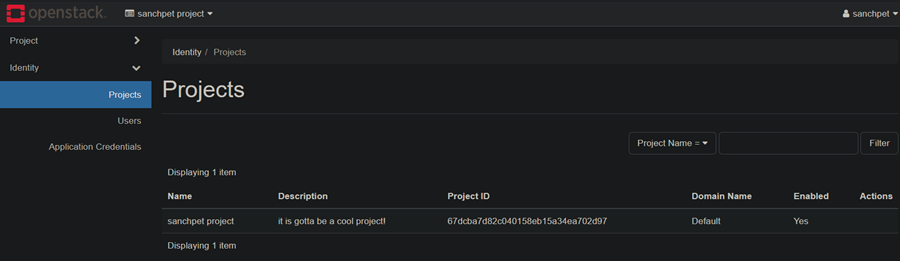 openstack. sanchpet project sanchpet
Project
Identity
Projects
Users
Application Credentials
Identity / Projects
Projects
Project Name = Filter
Displaying 1 item
Name Description Project ID Domain Name Enabled Actions
sanchpet project it is gotta be a cool project! 67dcba7d82c040158eb15a34ea702d97 Default Yes
Displaying 1 item